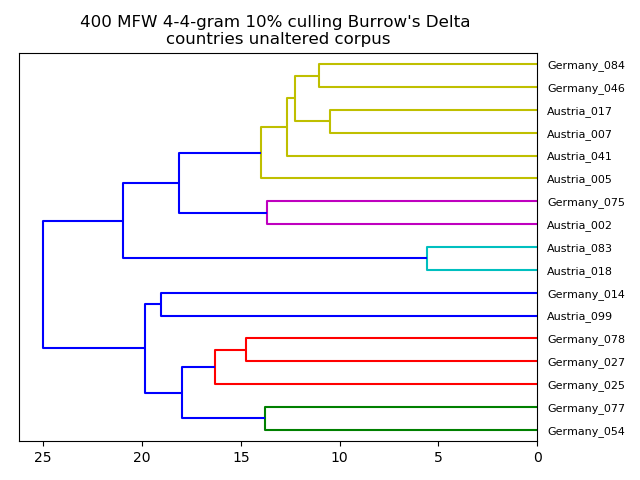 400 MFW 4-4-gram 10% culling Burrow's Delta
countries unaltered corpus
Germany_084
Germany_046
Austria_017
Austria_007
Austria_041
Austria_005
Germany_075
Austria_002
Austria_083
Austria_018
Germany_014
Austria_099
Germany_078
Germany_027
Germany_025
Germany_077
Germany_054
25 20 15 10 5 0